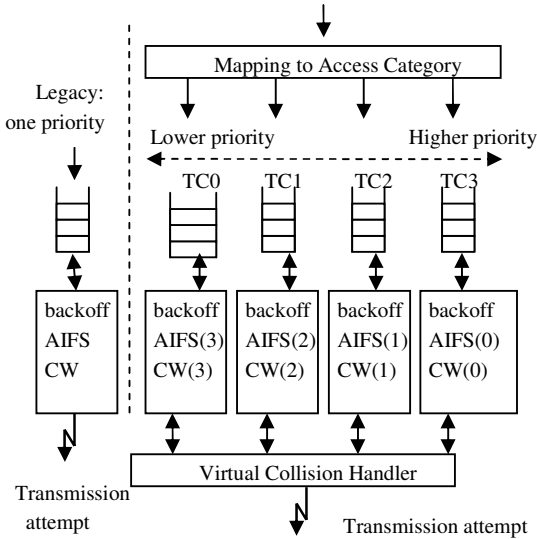 Mapping to Access Category
Legacy:
one priority
Lower priority
Higher priority
TC0
TC1
TC2
TC3
backoff
AIFS
CW
backoff
AIFS(3)
CW(3)
backoff
AIFS(2)
CW(2)
backoff
AIFS(1)
CW(1)
backoff
AIFS(0)
CW(0)
Virtual Collision Handler
Transmission
attempt
Transmission attempt